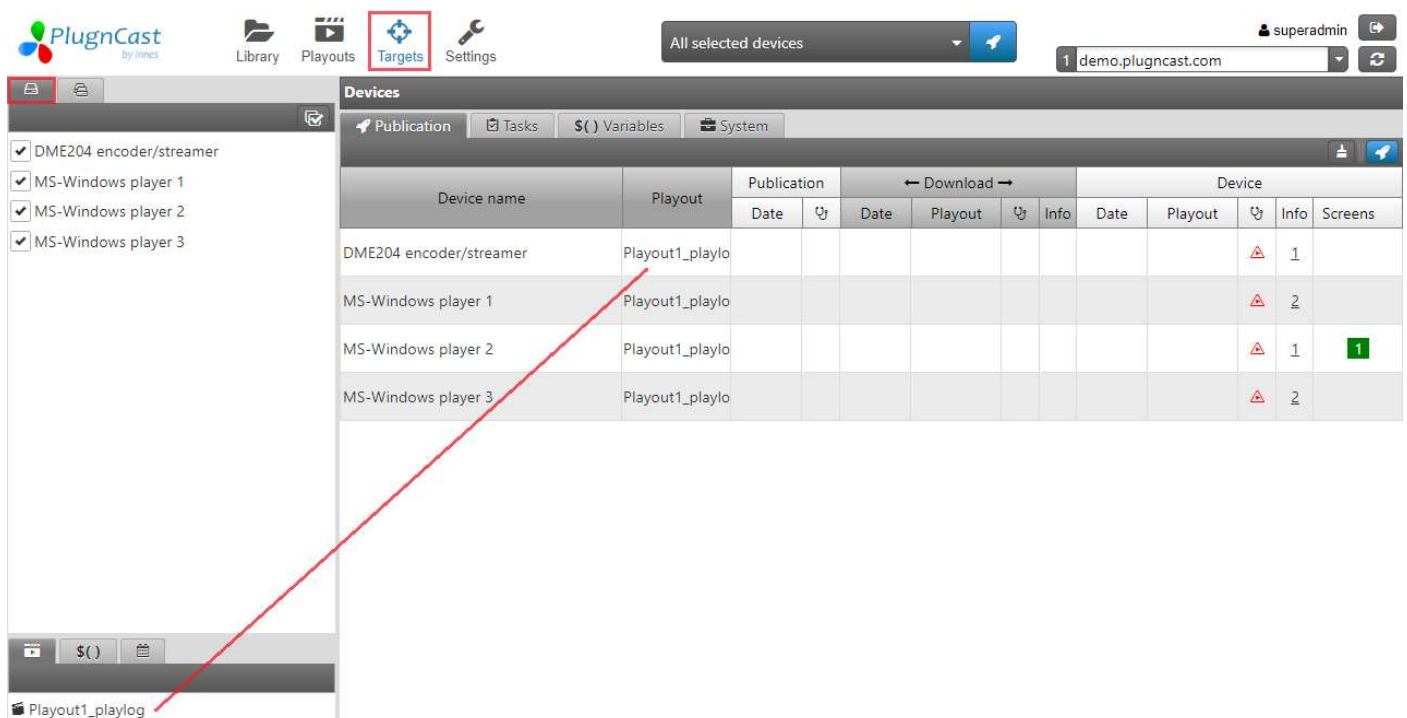 PlugnCast
by innes
Library
Playouts
Targets
Settings
All selected devices
superadmin
1 demo.plugncast.com
Devices
Publication
Tasks
$( ) Variables
System
DME204 encoder/streamer
MS-Windows player 1
MS-Windows player 2
MS-Windows player 3
Device name
Playout
Publication
← Download →
Device
Date
Date
Playout
Info
Date
Playout
Info
Screens
DME204 encoder/streamer
Playout1_playlo
1
MS-Windows player 1
Playout1_playlo
2
MS-Windows player 2
Playout1_playlo
1
1
MS-Windows player 3
Playout1_playlo
2
$( )
Playout1_playlog